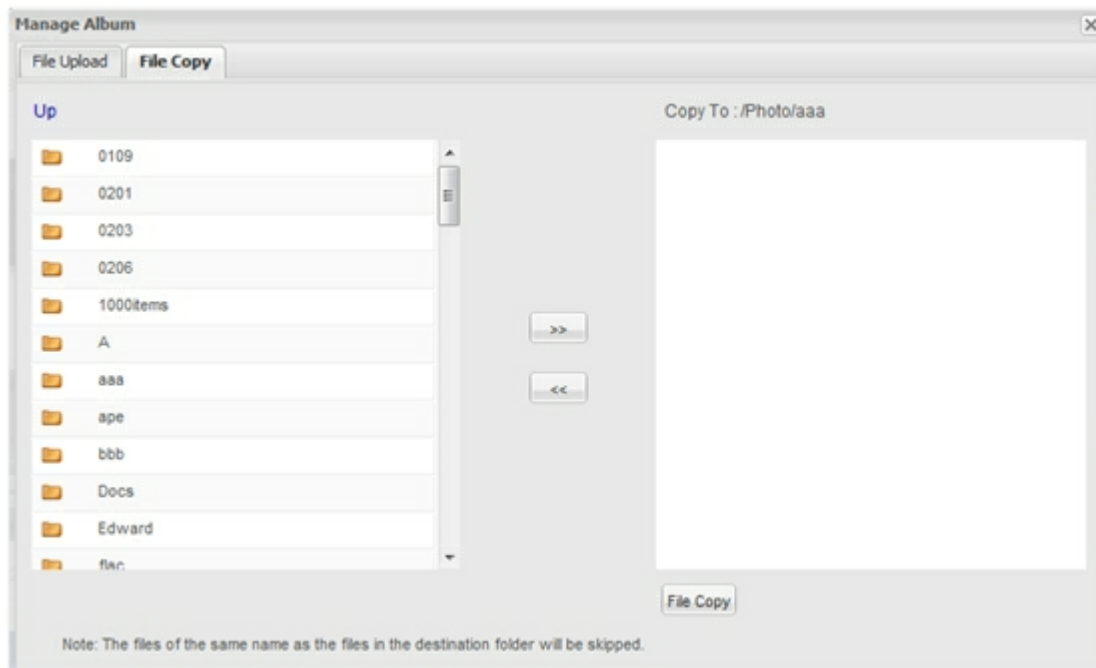 Manage Album
File Upload File Copy
Up
Copy To : /Photo/aaa
0109
0201
0203
0206
1000items
A
aaa
ape
bbb
Docs
Edward
flac
>>
<<
File Copy
Note: The files of the same name as the files in the destination folder will be skipped.